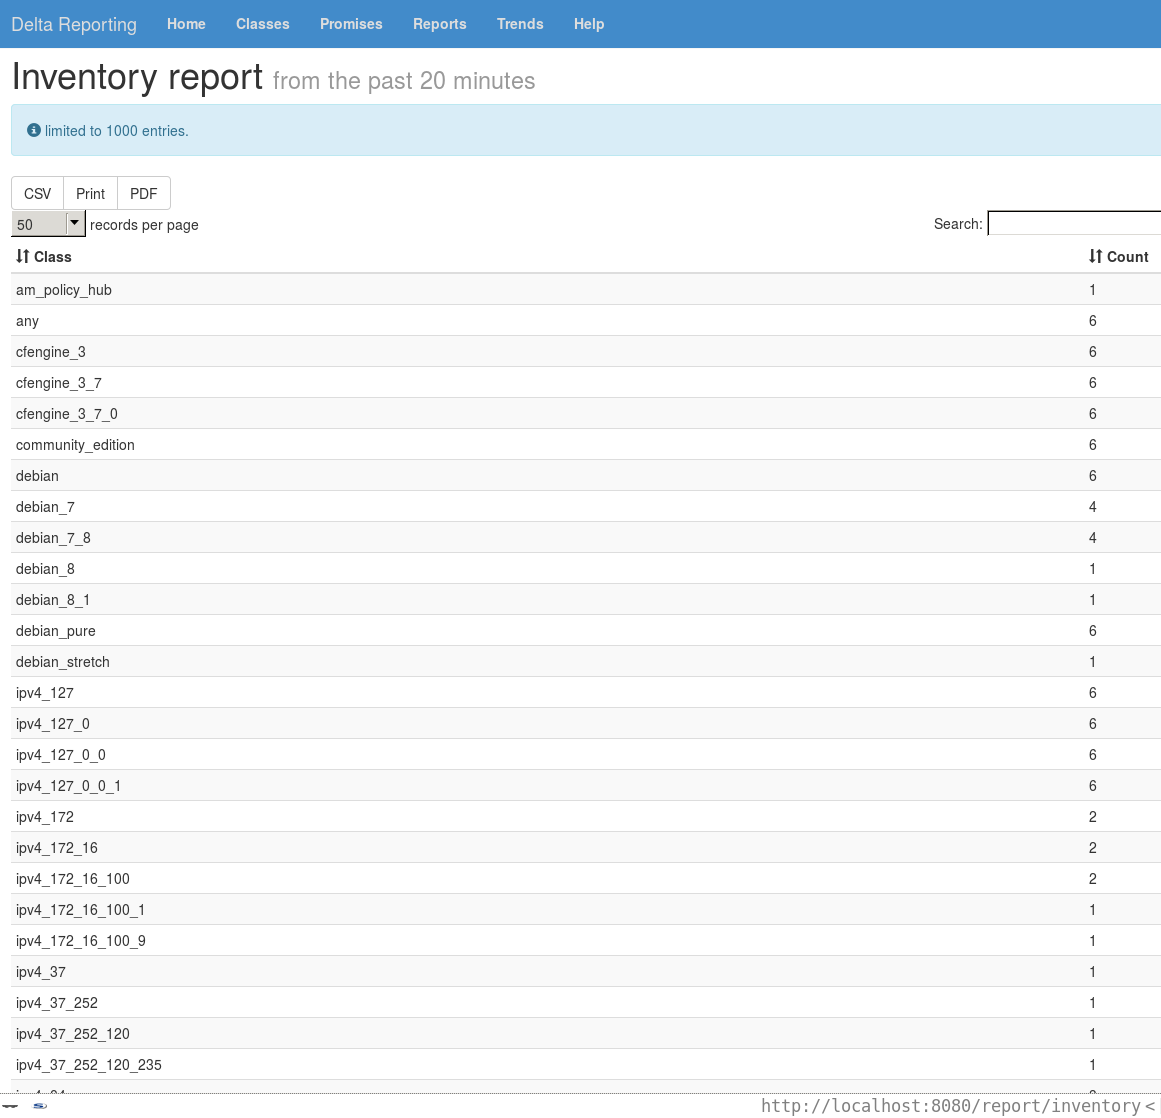 Delta Reporting Home Classes Promises Reports Trends Help
Inventory report from the past 20 minutes
limited to 1000 entries.
CSV Print PDF
50 records per page Search:
Class Count
am_policy_hub 1
any 6
cfengine_3 6
cfengine_3_7 6
cfengine_3_7_0 6
community_edition 6
debian 6
debian_7 4
debian_7_8 4
debian_8 1
debian_8_1 1
debian_pure 6
debian_stretch 1
ipv4_127 6
ipv4_127_0 6
ipv4_127_0_0 6
ipv4_127_0_0_1 6
ipv4_172 2
ipv4_172_16 2
ipv4_172_16_100 2
ipv4_172_16_100_1 1
ipv4_172_16_100_9 1
ipv4_37 1
ipv4_37_252 1
ipv4_37_252_120 1
ipv4_37_252_120_235 1
http://localhost:8080/report/inventory <